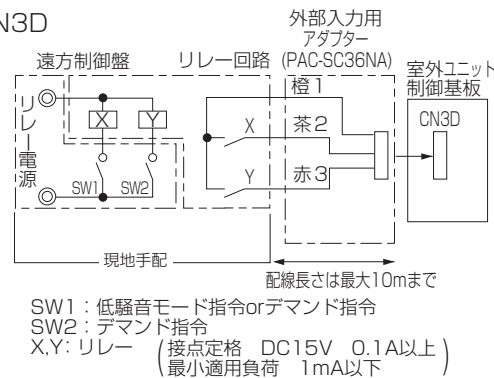 N3D
外部入力用
アダプター
(PAC-SC36NA)
遠方制御盤
リレー回路
室外ユニット
制御基板
リレー電源
X
Y
SW1
SW2
X
Y
橙1
茶2
赤3
CN3D
現地手配
配線長さは最大10mまで
SW1：低騒音モード指令orデマンド指令
SW2：デマンド指令
X,Y：リレー（接点定格　DC15V　0.1A以上
最小適用負荷　1mA以下）